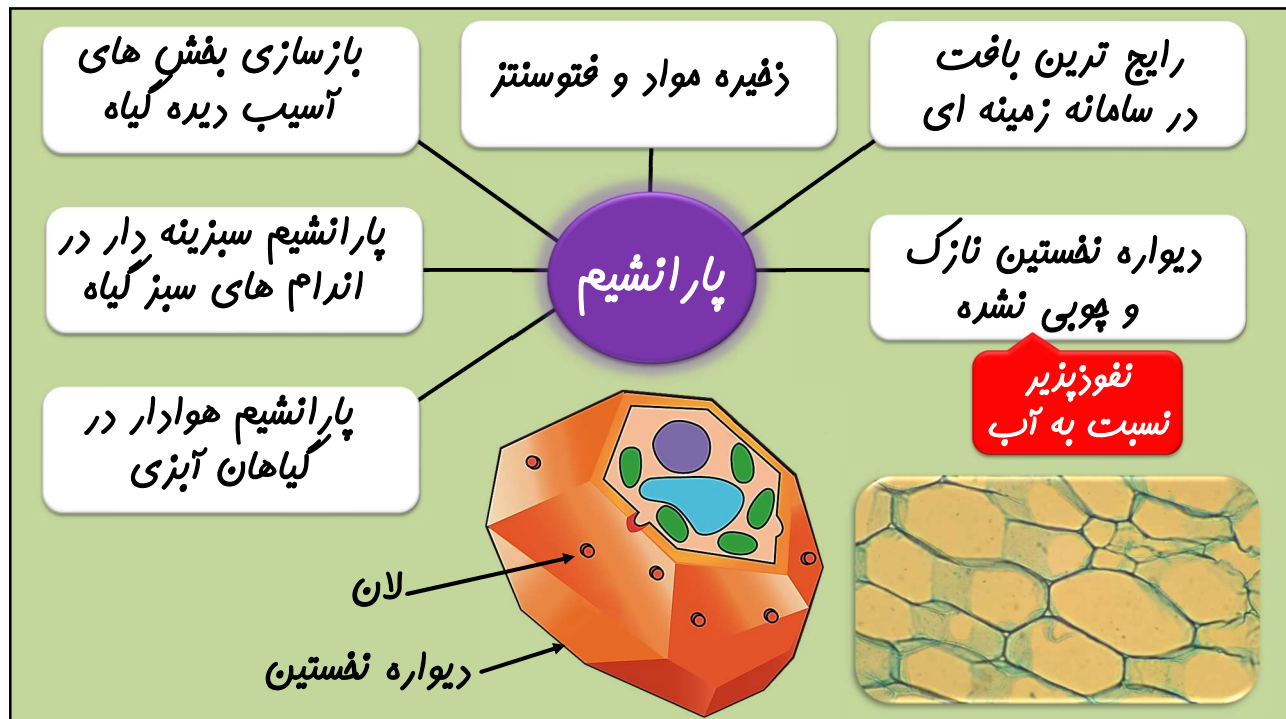 رایج ترین بافت
در سامانه زمینه ای
ذخیره مواد و فتوسنتز
بازسازی بخش های
آسیب دیده گیاه
پارانشیم
دیواره نخستین نازک
و چوبی نشده
نفوذپذیر
نسبت به آب
پارانشیم سبزینه دار در
اندام های سبز گیاه
پارانشیم هوادار در
گیاهان آبزی
لان
دیواره نخستین